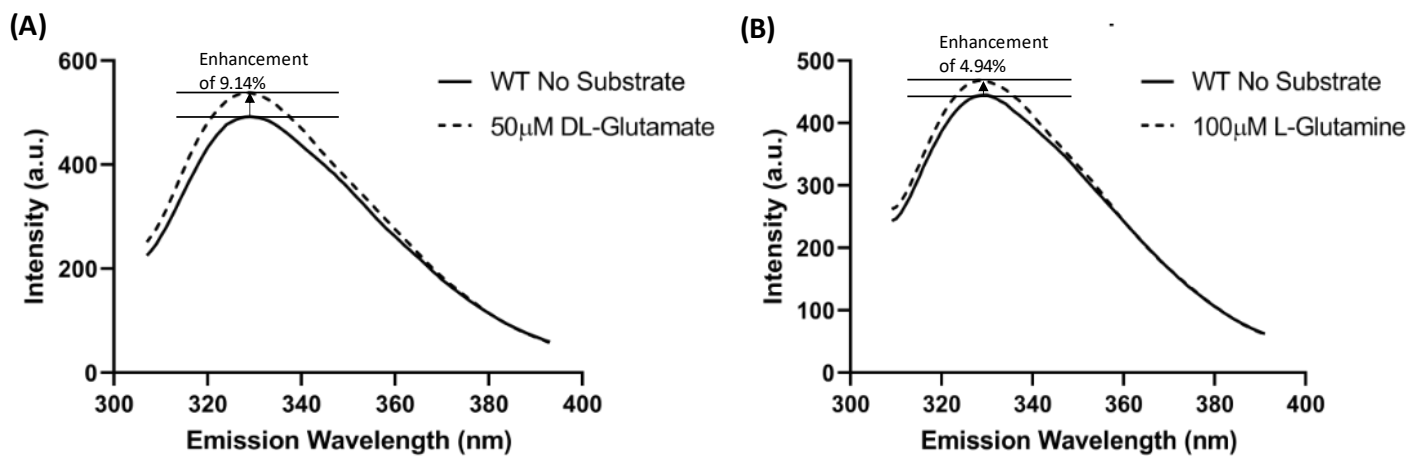 (A)
Enhancement
of 9.14%
WT No Substrate
50μM DL-Glutamate
600
400
200
0
300
320
340
360
380
400
Intensity (a.u.)
Emission Wavelength (nm)
(B)
Enhancement
of 4.94%
WT No Substrate
100μM L-Glutamine
500
400
300
200
100
0
300
320
340
360
380
400
Intensity (a.u.)
Emission Wavelength (nm)